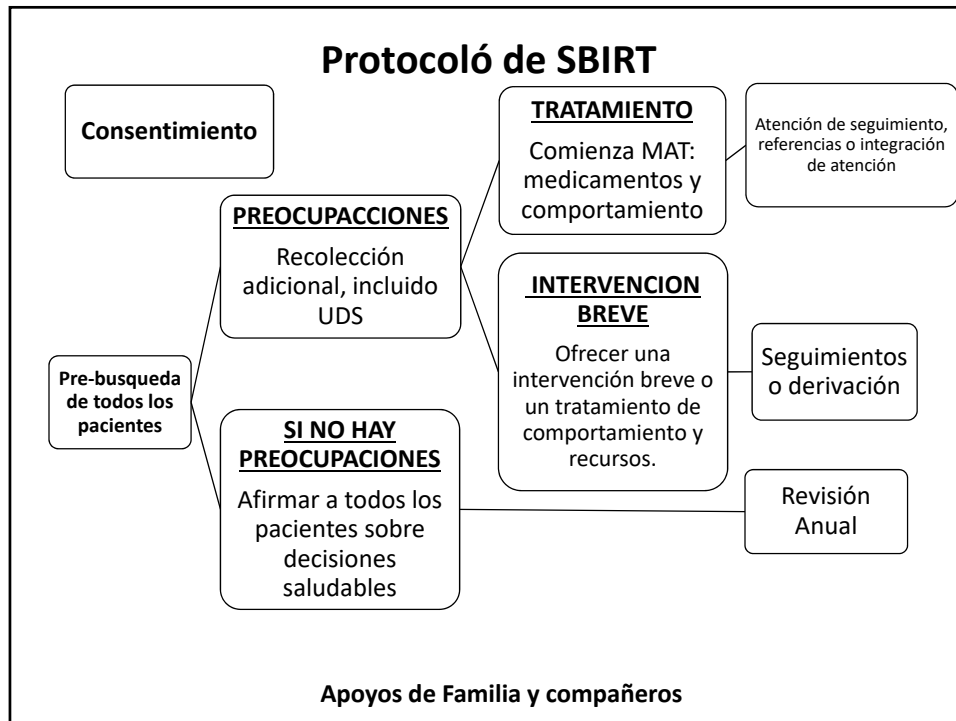 Protocoló de SBIRT
Consentimiento
Pre-busqueda
de todos los
pacientes
PREOCUPACCIONES
Recolección
adicional, incluido
UDS
SI NO HAY
PREOCUPACIONES
Afirmar a todos los
pacientes sobre
decisiones
saludables
TRATAMIENTO
Comienza MAT:
medicamentos y
comportamiento
INTERVENCION
BREVE
Ofrecer una
intervención breve o
un tratamiento de
comportamiento y
recursos.
Atención de seguimiento,
referencias o integración
de atención
Seguimientos
o derivación
Revisión
Anual
Apoyos de Familia y compañeros